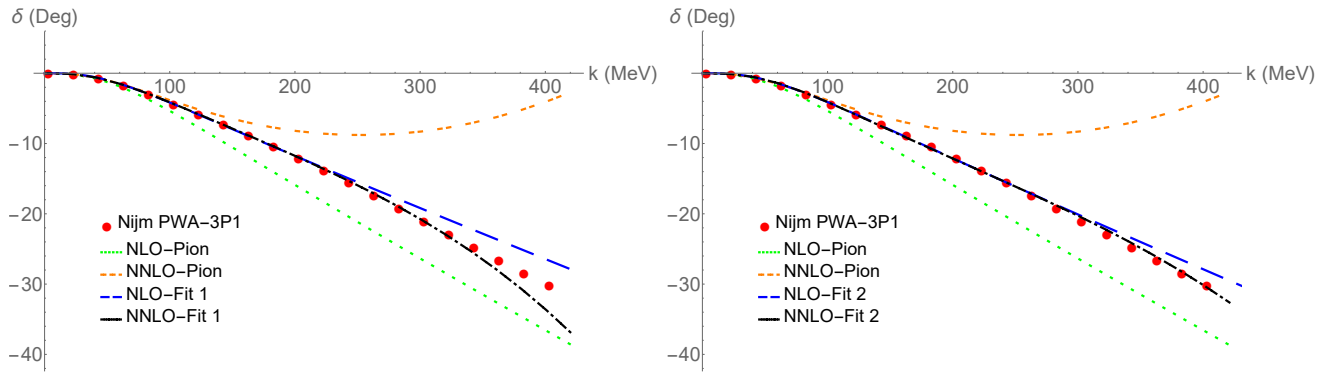 δ (Deg)
100
200
300
400
k (MeV)
−10
−20
−30
−40
Nijm PWA−3P1
NLO−Pion
NNLO−Pion
NLO−Fit 1
NNLO−Fit 1
δ (Deg)
100
200
300
400
k (MeV)
−10
−20
−30
−40
Nijm PWA−3P1
NLO−Pion
NNLO−Pion
NLO−Fit 2
NNLO−Fit 2